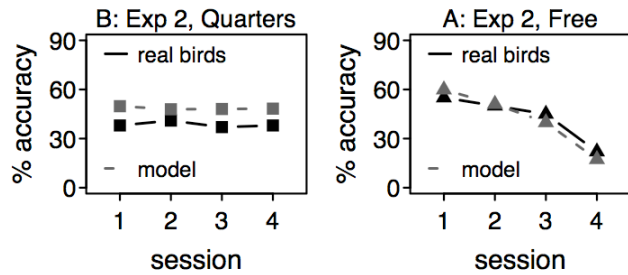 B: Exp 2, Quarters
% accuracy
90
60
30
0
real birds
model
1 2 3 4
session
A: Exp 2, Free
% accuracy
90
60
30
0
real birds
model
1 2 3 4
session